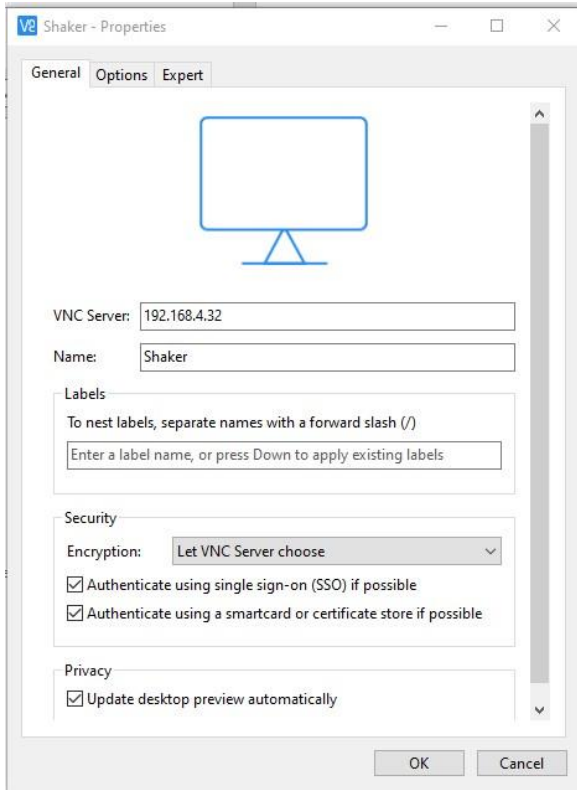 V2 Shaker - Properties
General Options Expert
VNC Server: 192.168.4.32
Name: Shaker
Labels
To nest labels, separate names with a forward slash (/)
Enter a label name, or press Down to apply existing labels
Security
Encryption: Let VNC Server choose
Authenticate using single sign-on (SSO) if possible
Authenticate using a smartcard or certificate store if possible
Privacy
Update desktop preview automatically
OK Cancel